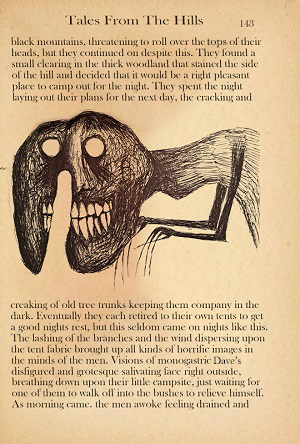 Tales From The Hills
143
black mountains, threatening to roll over the tops of their
heads, but they continued on despite this. They found a
small clearing in the thick woodland that stained the side
of the hill and decided that it would be a right pleasant
place to camp out for the night. They spent the night
laying out their plans for the next day, the cracking and
creaking of old tree trunks keeping them company in the
dark. Eventually they each retired to their own tents to get
a good nights rest, but this seldom came on nights like this.
The lashing of the branches and the wind dispersing upon
the tent fabric brought up all kinds of horrific images in
the minds of the men. Visions of monogastric Dave's
disfigured and grotesque salivating face right outside,
breathing down upon their little campsite, just waiting for
one of them to walk off into the bushes to relieve himself.
As morning came. the men awoke feeling drained and